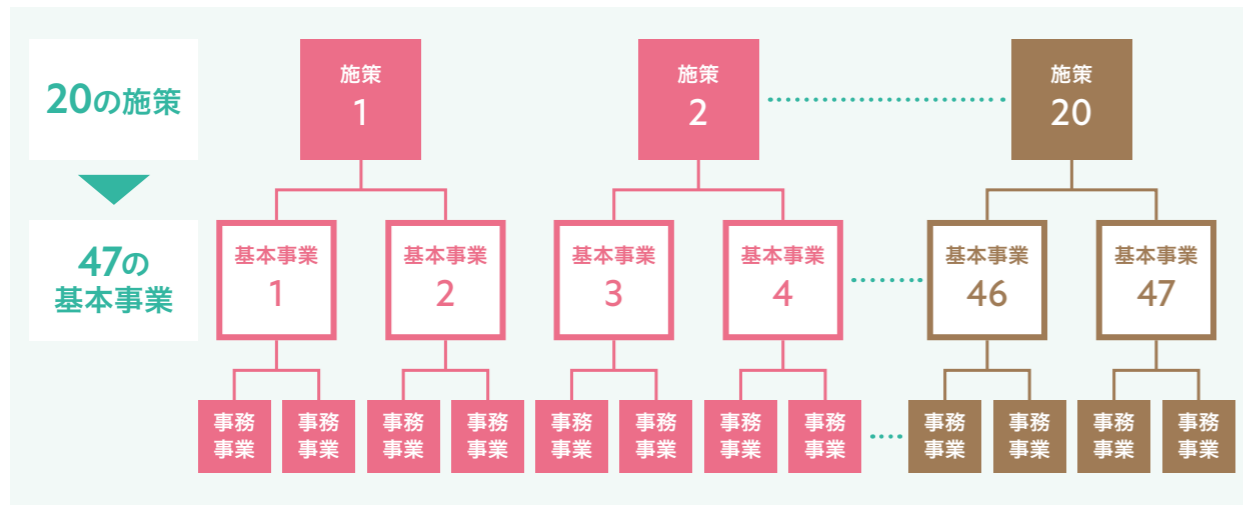 20の施策
施策
1
施策
2
施策
20
47の
基本事業
基本事業
1
基本事業
2
基本事業
3
基本事業
4
基本事業
46
基本事業
47
事務
事業
事務
事業
事務
事業
事務
事業
事務
事業
事務
事業
事務
事業
事務
事業
事務
事業
事務
事業
事務
事業
事務
事業